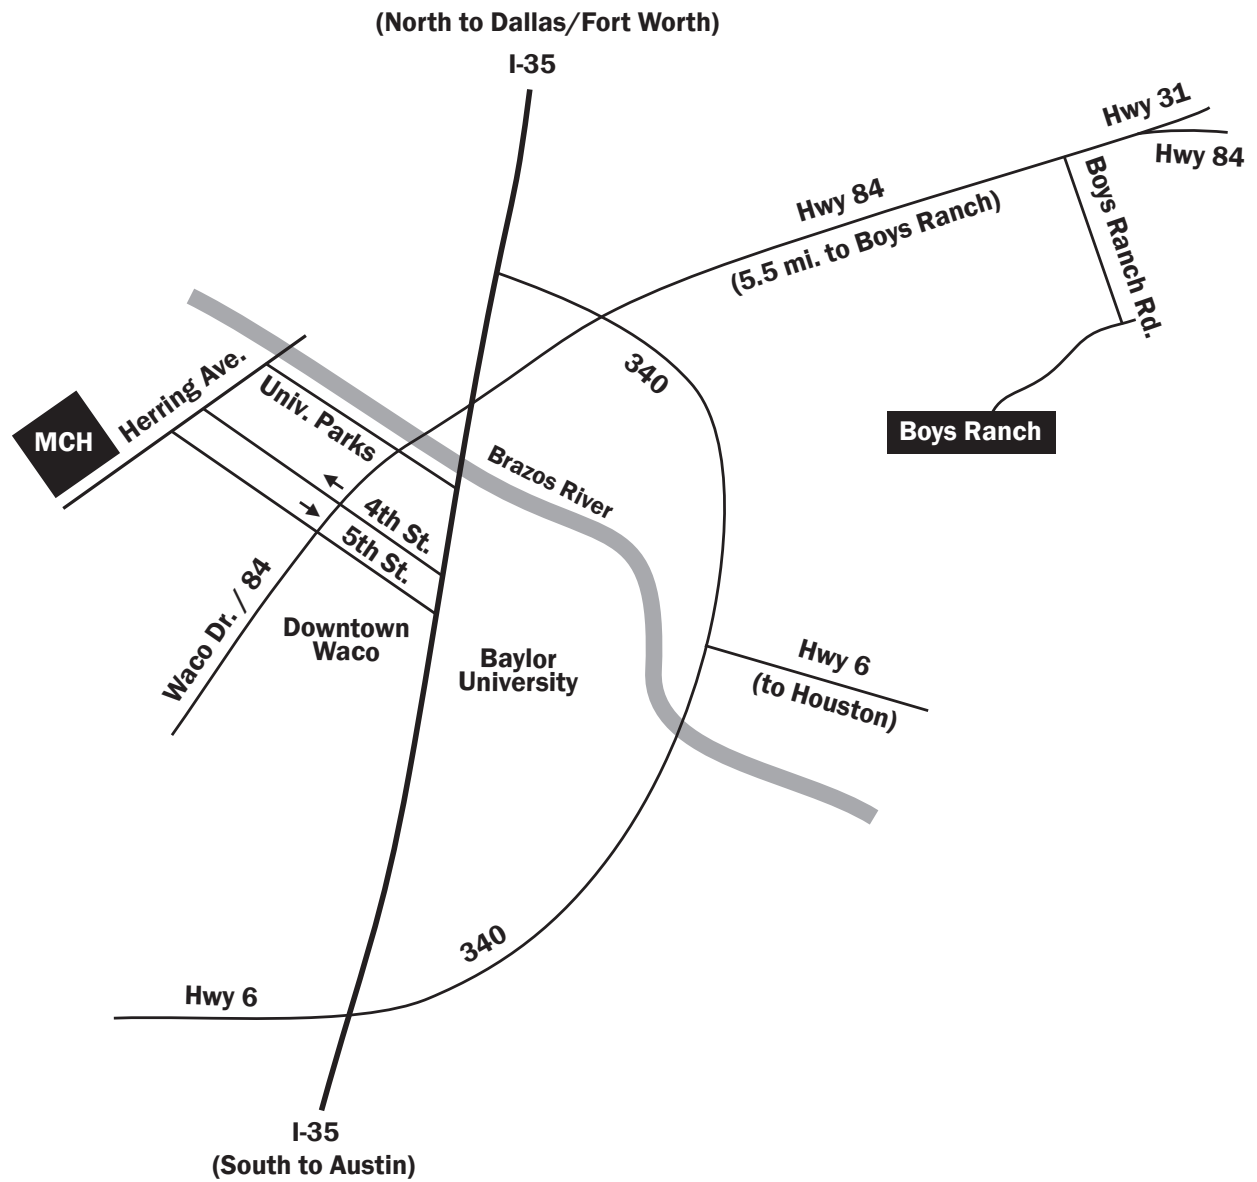 (North to Dallas/Fort Worth)
I-35
Hwy 31
Hwy 84
Hwy 84
(5.5 mi. to Boys Ranch)
Boys Ranch Rd.
Boys Ranch
340
Herring Ave.
MCH
Univ. Parks
Brazos River
4th St.
5th St.
Waco Dr. / 84
Downtown
Waco
Baylor
University
Hwy 6
(to Houston)
340
Hwy 6
I-35
(South to Austin)